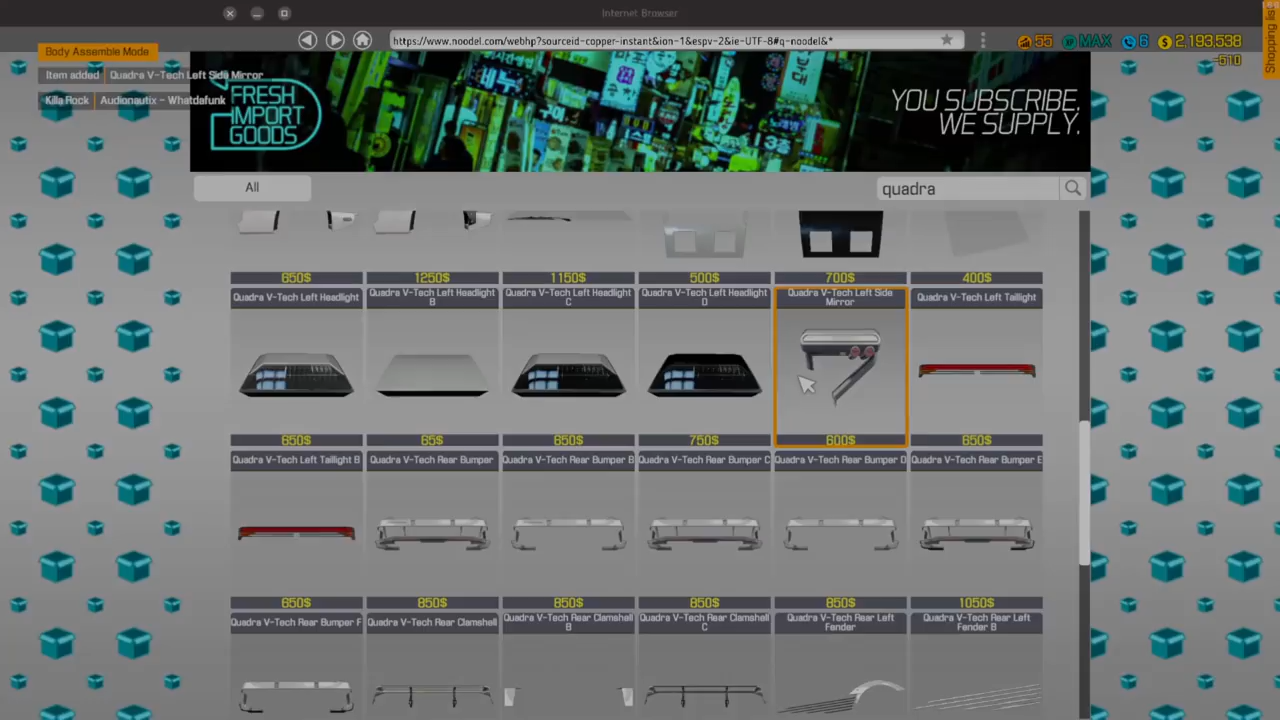 Internet Browser
Body Assemble Mode
https://www.noodel.com/webhp?sourceid-copper-instant&ion-1&espv-2&ie-UTF-8#q-noodel&*
55 MAX 6 $ 2,193,538
-510
Shopping list
Item added Quadra V-Tech Left Side Mirror
Killa Rock Audionautix - Whatdafunk
FRESH
IMPORT
GOODS
YOU SUBSCRIBE.
WE SUPPLY.
All
quadra
650$ 1250$ 1150$ 500$ 700$ 400$
Quadra V-Tech Left Headlight
Quadra V-Tech Left Headlight
B
Quadra V-Tech Left Headlight
C
Quadra V-Tech Left Headlight
D
Quadra V-Tech Left Side
Mirror
Quadra V-Tech Left Taillight
650$ 65$ 650$ 750$ 600$ 650$
Quadra V-Tech Left Taillight B
Quadra V-Tech Rear Bumper
Quadra V-Tech Rear Bumper B
Quadra V-Tech Rear Bumper C
Quadra V-Tech Rear Bumper D
Quadra V-Tech Rear Bumper E
650$ 850$ 850$ 850$ 850$ 1050$
Quadra V-Tech Rear Bumper F
Quadra V-Tech Rear Clamshell
Quadra V-Tech Rear Clamshell
B
Quadra V-Tech Rear Clamshell
C
Quadra V-Tech Rear Left
Fender
Quadra V-Tech Rear Left
Fender B